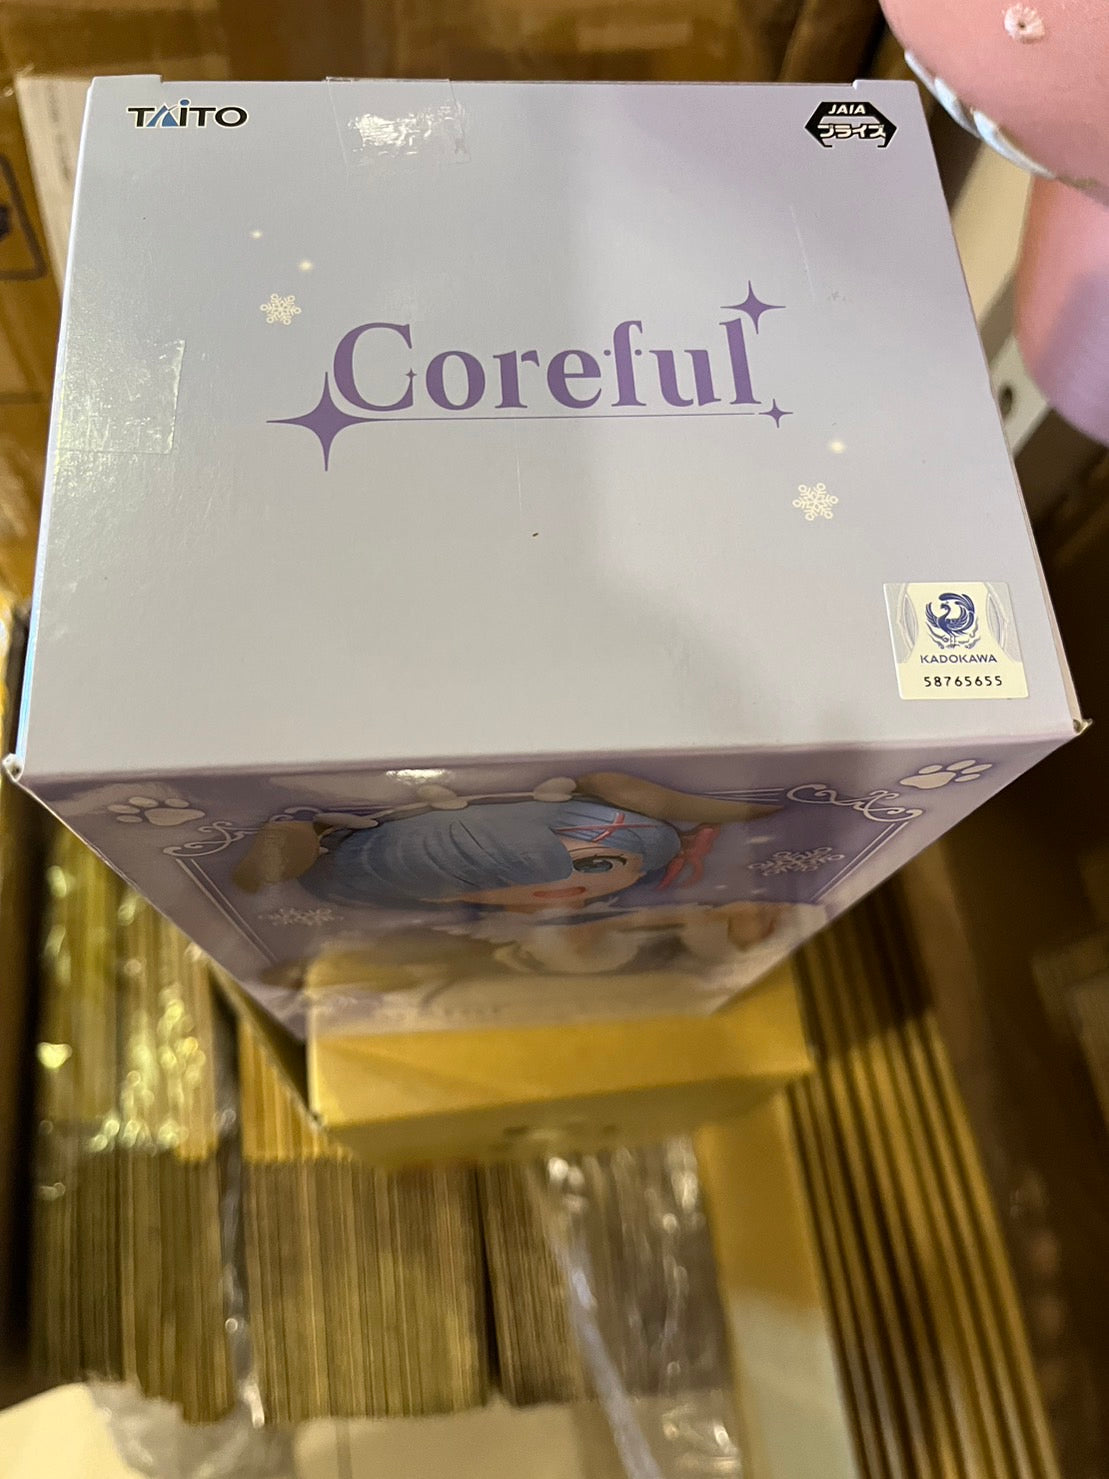 TAITO
JAIA
プライズ
Coreful
KADOKAWA
58765655